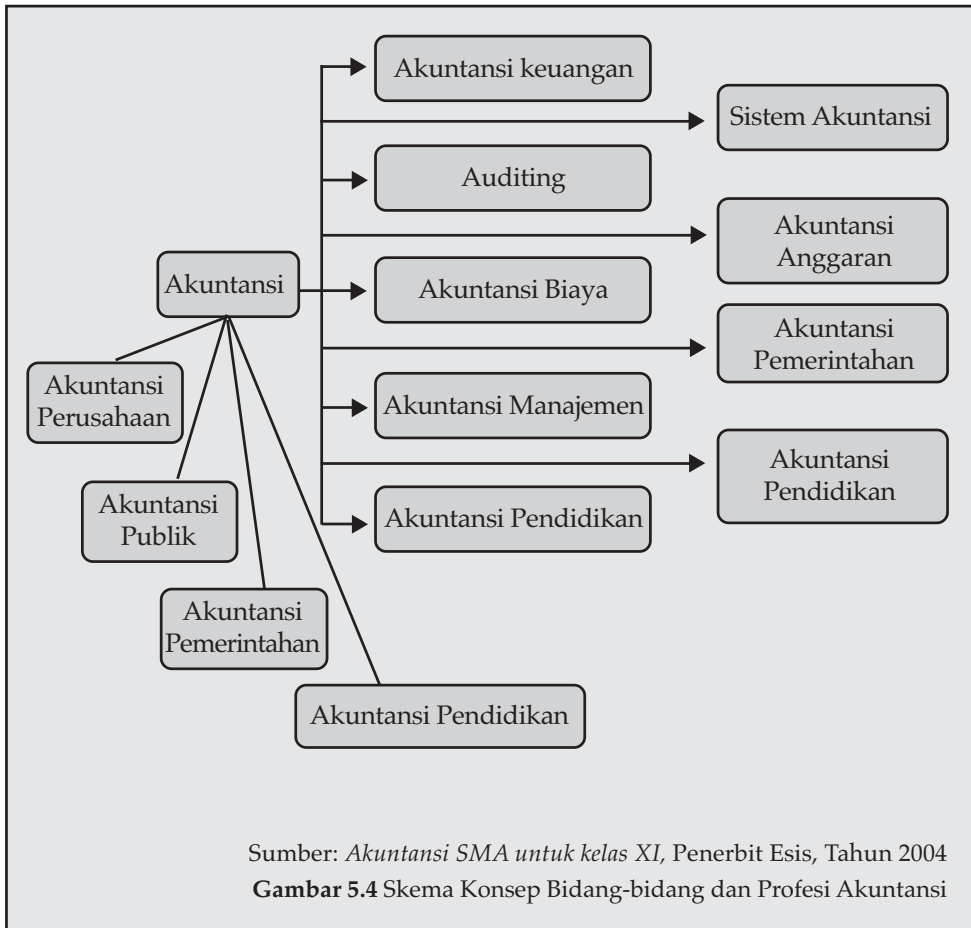 Akuntansi keuangan
Sistem Akuntansi
Auditing
Akuntansi
Anggaran
Akuntansi
Akuntansi Biaya
Akuntansi
Pemerintahan
Akuntansi
Perusahaan
Akuntansi Manajemen
Akuntansi
Pendidikan
Akuntansi
Publik
Akuntansi Pendidikan
Akuntansi
Pemerintahan
Akuntansi Pendidikan
Sumber: Akuntansi SMA untuk kelas XI, Penerbit Esis, Tahun 2004
Gambar 5.4 Skema Konsep Bidang-bidang dan Profesi Akuntansi